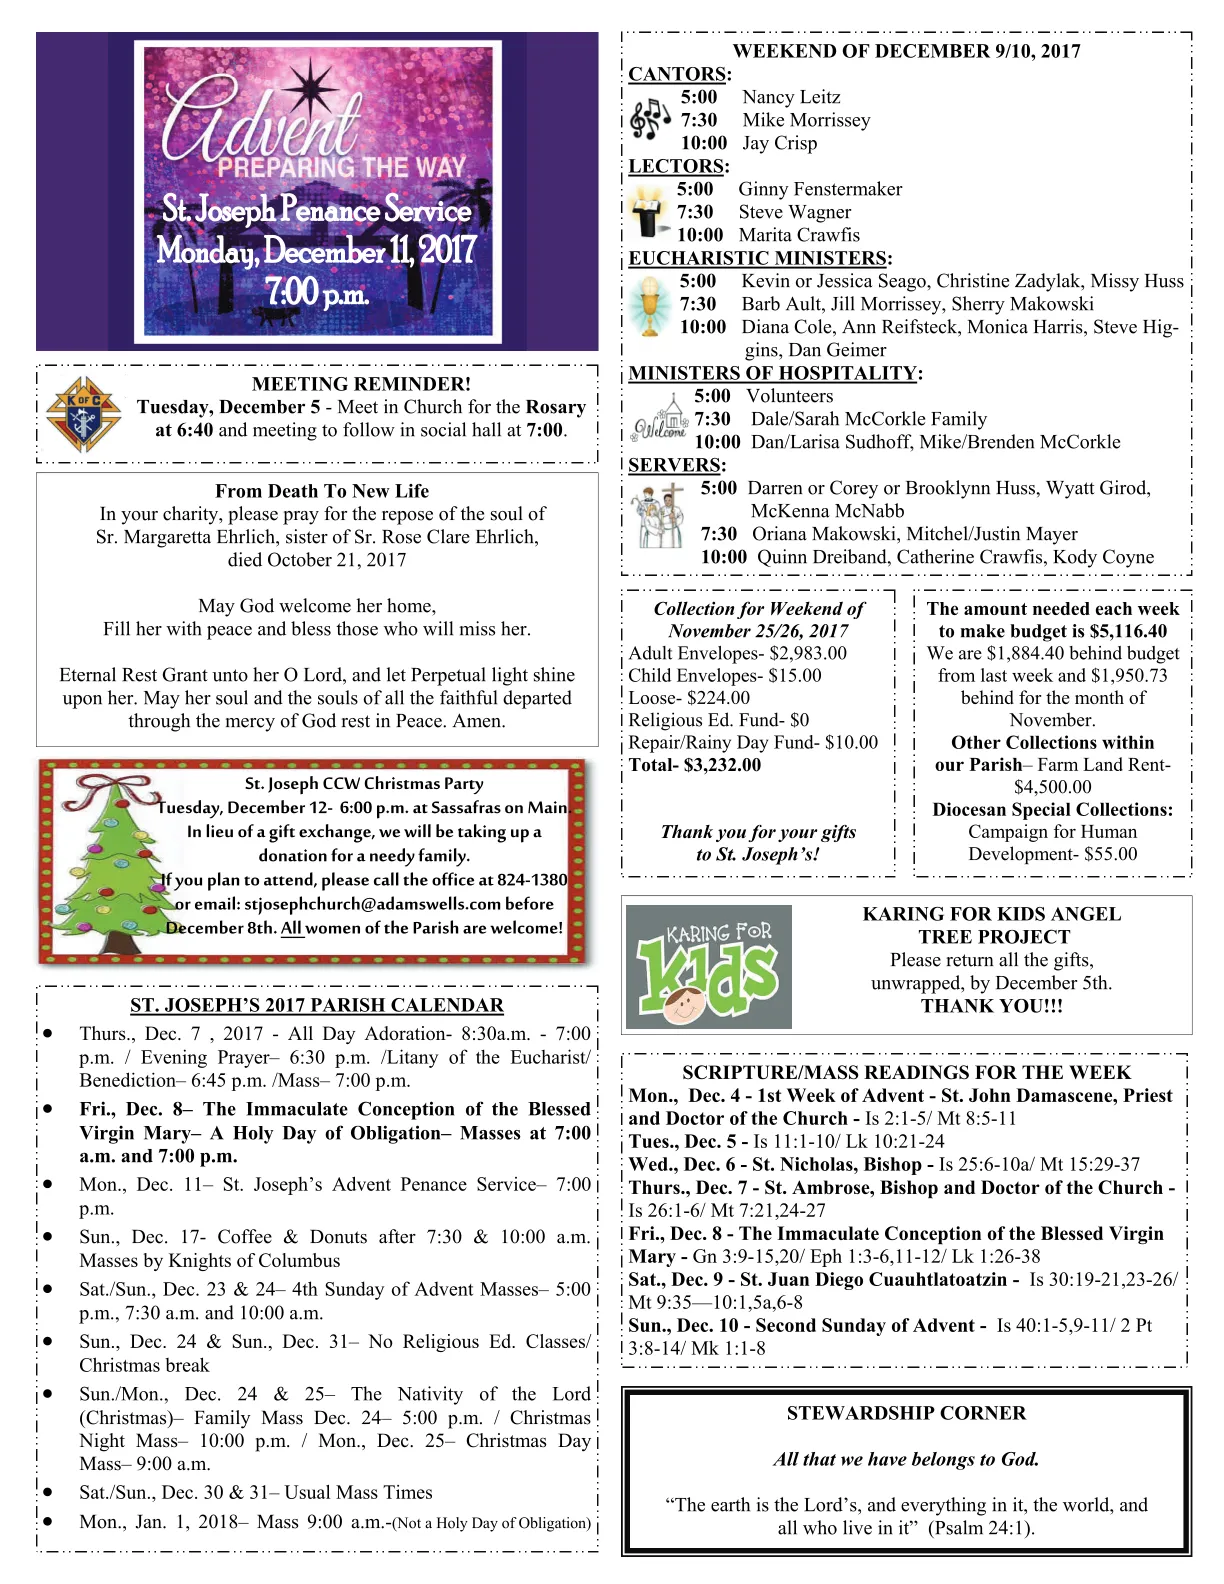 Advent
PREPARING THE WAY
St. Joseph Penance Service
Monday, December 11, 2017
7:00 p.m.
K OF C
MEETING REMINDER!
Tuesday, December 5 - Meet in Church for the Rosary
at 6:40 and meeting to follow in social hall at 7:00.
From Death To New Life
In your charity, please pray for the repose of the soul of
Sr. Margaretta Ehrlich, sister of Sr. Rose Clare Ehrlich,
died October 21, 2017
May God welcome her home,
Fill her with peace and bless those who will miss her.
Eternal Rest Grant unto her O Lord, and let Perpetual light shine
upon her. May her soul and the souls of all the faithful departed
through the mercy of God rest in Peace. Amen.
St. Joseph CCW Christmas Party
Tuesday, December 12- 6:00 p.m. at Sassafras on Main.
In lieu of a gift exchange, we will be taking up a
donation for a needy family.
If you plan to attend, please call the office at 824-1380
or email: stjosephchurch@adamswells.com before
December 8th. All women of the Parish are welcome!
ST. JOSEPH’S 2017 PARISH CALENDAR
• Thurs., Dec. 7 , 2017 - All Day Adoration- 8:30a.m. - 7:00
p.m. / Evening Prayer– 6:30 p.m. /Litany of the Eucharist/
Benediction– 6:45 p.m. /Mass– 7:00 p.m.
• Fri., Dec. 8– The Immaculate Conception of the Blessed
Virgin Mary– A Holy Day of Obligation– Masses at 7:00
a.m. and 7:00 p.m.
• Mon., Dec. 11– St. Joseph’s Advent Penance Service– 7:00
p.m.
• Sun., Dec. 17- Coffee & Donuts after 7:30 & 10:00 a.m.
Masses by Knights of Columbus
• Sat./Sun., Dec. 23 & 24– 4th Sunday of Advent Masses– 5:00
p.m., 7:30 a.m. and 10:00 a.m.
• Sun., Dec. 24 & Sun., Dec. 31– No Religious Ed. Classes/
Christmas break
• Sun./Mon., Dec. 24 & 25– The Nativity of the Lord
(Christmas)– Family Mass Dec. 24– 5:00 p.m. / Christmas
Night Mass– 10:00 p.m. / Mon., Dec. 25– Christmas Day
Mass– 9:00 a.m.
• Sat./Sun., Dec. 30 & 31– Usual Mass Times
• Mon., Jan. 1, 2018– Mass 9:00 a.m.-(Not a Holy Day of Obligation)
WEEKEND OF DECEMBER 9/10, 2017
CANTORS:
5:00 Nancy Leitz
7:30 Mike Morrissey
10:00 Jay Crisp
LECTORS:
5:00 Ginny Fenstermaker
7:30 Steve Wagner
10:00 Marita Crawfis
EUCHARISTIC MINISTERS:
5:00 Kevin or Jessica Seago, Christine Zadylak, Missy Huss
7:30 Barb Ault, Jill Morrissey, Sherry Makowski
10:00 Diana Cole, Ann Reifsteck, Monica Harris, Steve Hig-
gins, Dan Geimer
MINISTERS OF HOSPITALITY:
Welcome
5:00 Volunteers
7:30 Dale/Sarah McCorkle Family
10:00 Dan/Larisa Sudhoff, Mike/Brenden McCorkle
SERVERS:
5:00 Darren or Corey or Brooklynn Huss, Wyatt Girod,
McKenna McNabb
7:30 Oriana Makowski, Mitchel/Justin Mayer
10:00 Quinn Dreiband, Catherine Crawfis, Kody Coyne
Collection for Weekend of
November 25/26, 2017
Adult Envelopes- $2,983.00
Child Envelopes- $15.00
Loose- $224.00
Religious Ed. Fund- $0
Repair/Rainy Day Fund- $10.00
Total- $3,232.00
Thank you for your gifts
to St. Joseph’s!
The amount needed each week
to make budget is $5,116.40
We are $1,884.40 behind budget
from last week and $1,950.73
behind for the month of
November.
Other Collections within
our Parish– Farm Land Rent-
$4,500.00
Diocesan Special Collections:
Campaign for Human
Development- $55.00
KARING FOR
kids
KARING FOR KIDS ANGEL
TREE PROJECT
Please return all the gifts,
unwrapped, by December 5th.
THANK YOU!!!
SCRIPTURE/MASS READINGS FOR THE WEEK
Mon., Dec. 4 - 1st Week of Advent - St. John Damascene, Priest
and Doctor of the Church - Is 2:1-5/ Mt 8:5-11
Tues., Dec. 5 - Is 11:1-10/ Lk 10:21-24
Wed., Dec. 6 - St. Nicholas, Bishop - Is 25:6-10a/ Mt 15:29-37
Thurs., Dec. 7 - St. Ambrose, Bishop and Doctor of the Church -
Is 26:1-6/ Mt 7:21,24-27
Fri., Dec. 8 - The Immaculate Conception of the Blessed Virgin
Mary - Gn 3:9-15,20/ Eph 1:3-6,11-12/ Lk 1:26-38
Sat., Dec. 9 - St. Juan Diego Cuauhtlatoatzin - Is 30:19-21,23-26/
Mt 9:35—10:1,5a,6-8
Sun., Dec. 10 - Second Sunday of Advent - Is 40:1-5,9-11/ 2 Pt
3:8-14/ Mk 1:1-8
STEWARDSHIP CORNER
All that we have belongs to God.
“The earth is the Lord’s, and everything in it, the world, and
all who live in it” (Psalm 24:1).